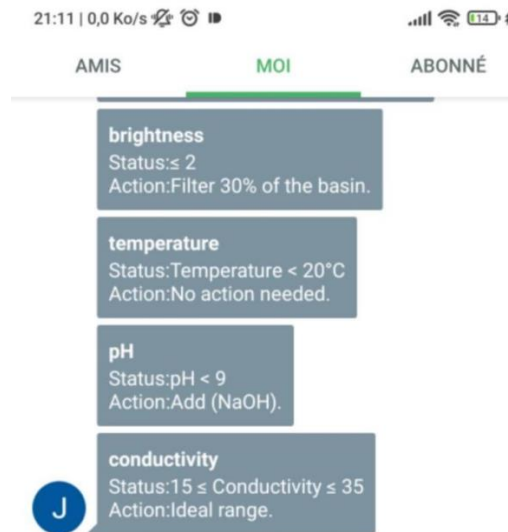 21:11 | 0,0 Ko/s
14
AMIS MOI ABONNÉ
brightness
Status:≤ 2
Action:Filter 30% of the basin.
temperature
Status:Temperature < 20°C
Action:No action needed.
pH
Status:pH < 9
Action:Add (NaOH).
conductivity
Status:15 ≤ Conductivity ≤ 35
Action:Ideal range.
J